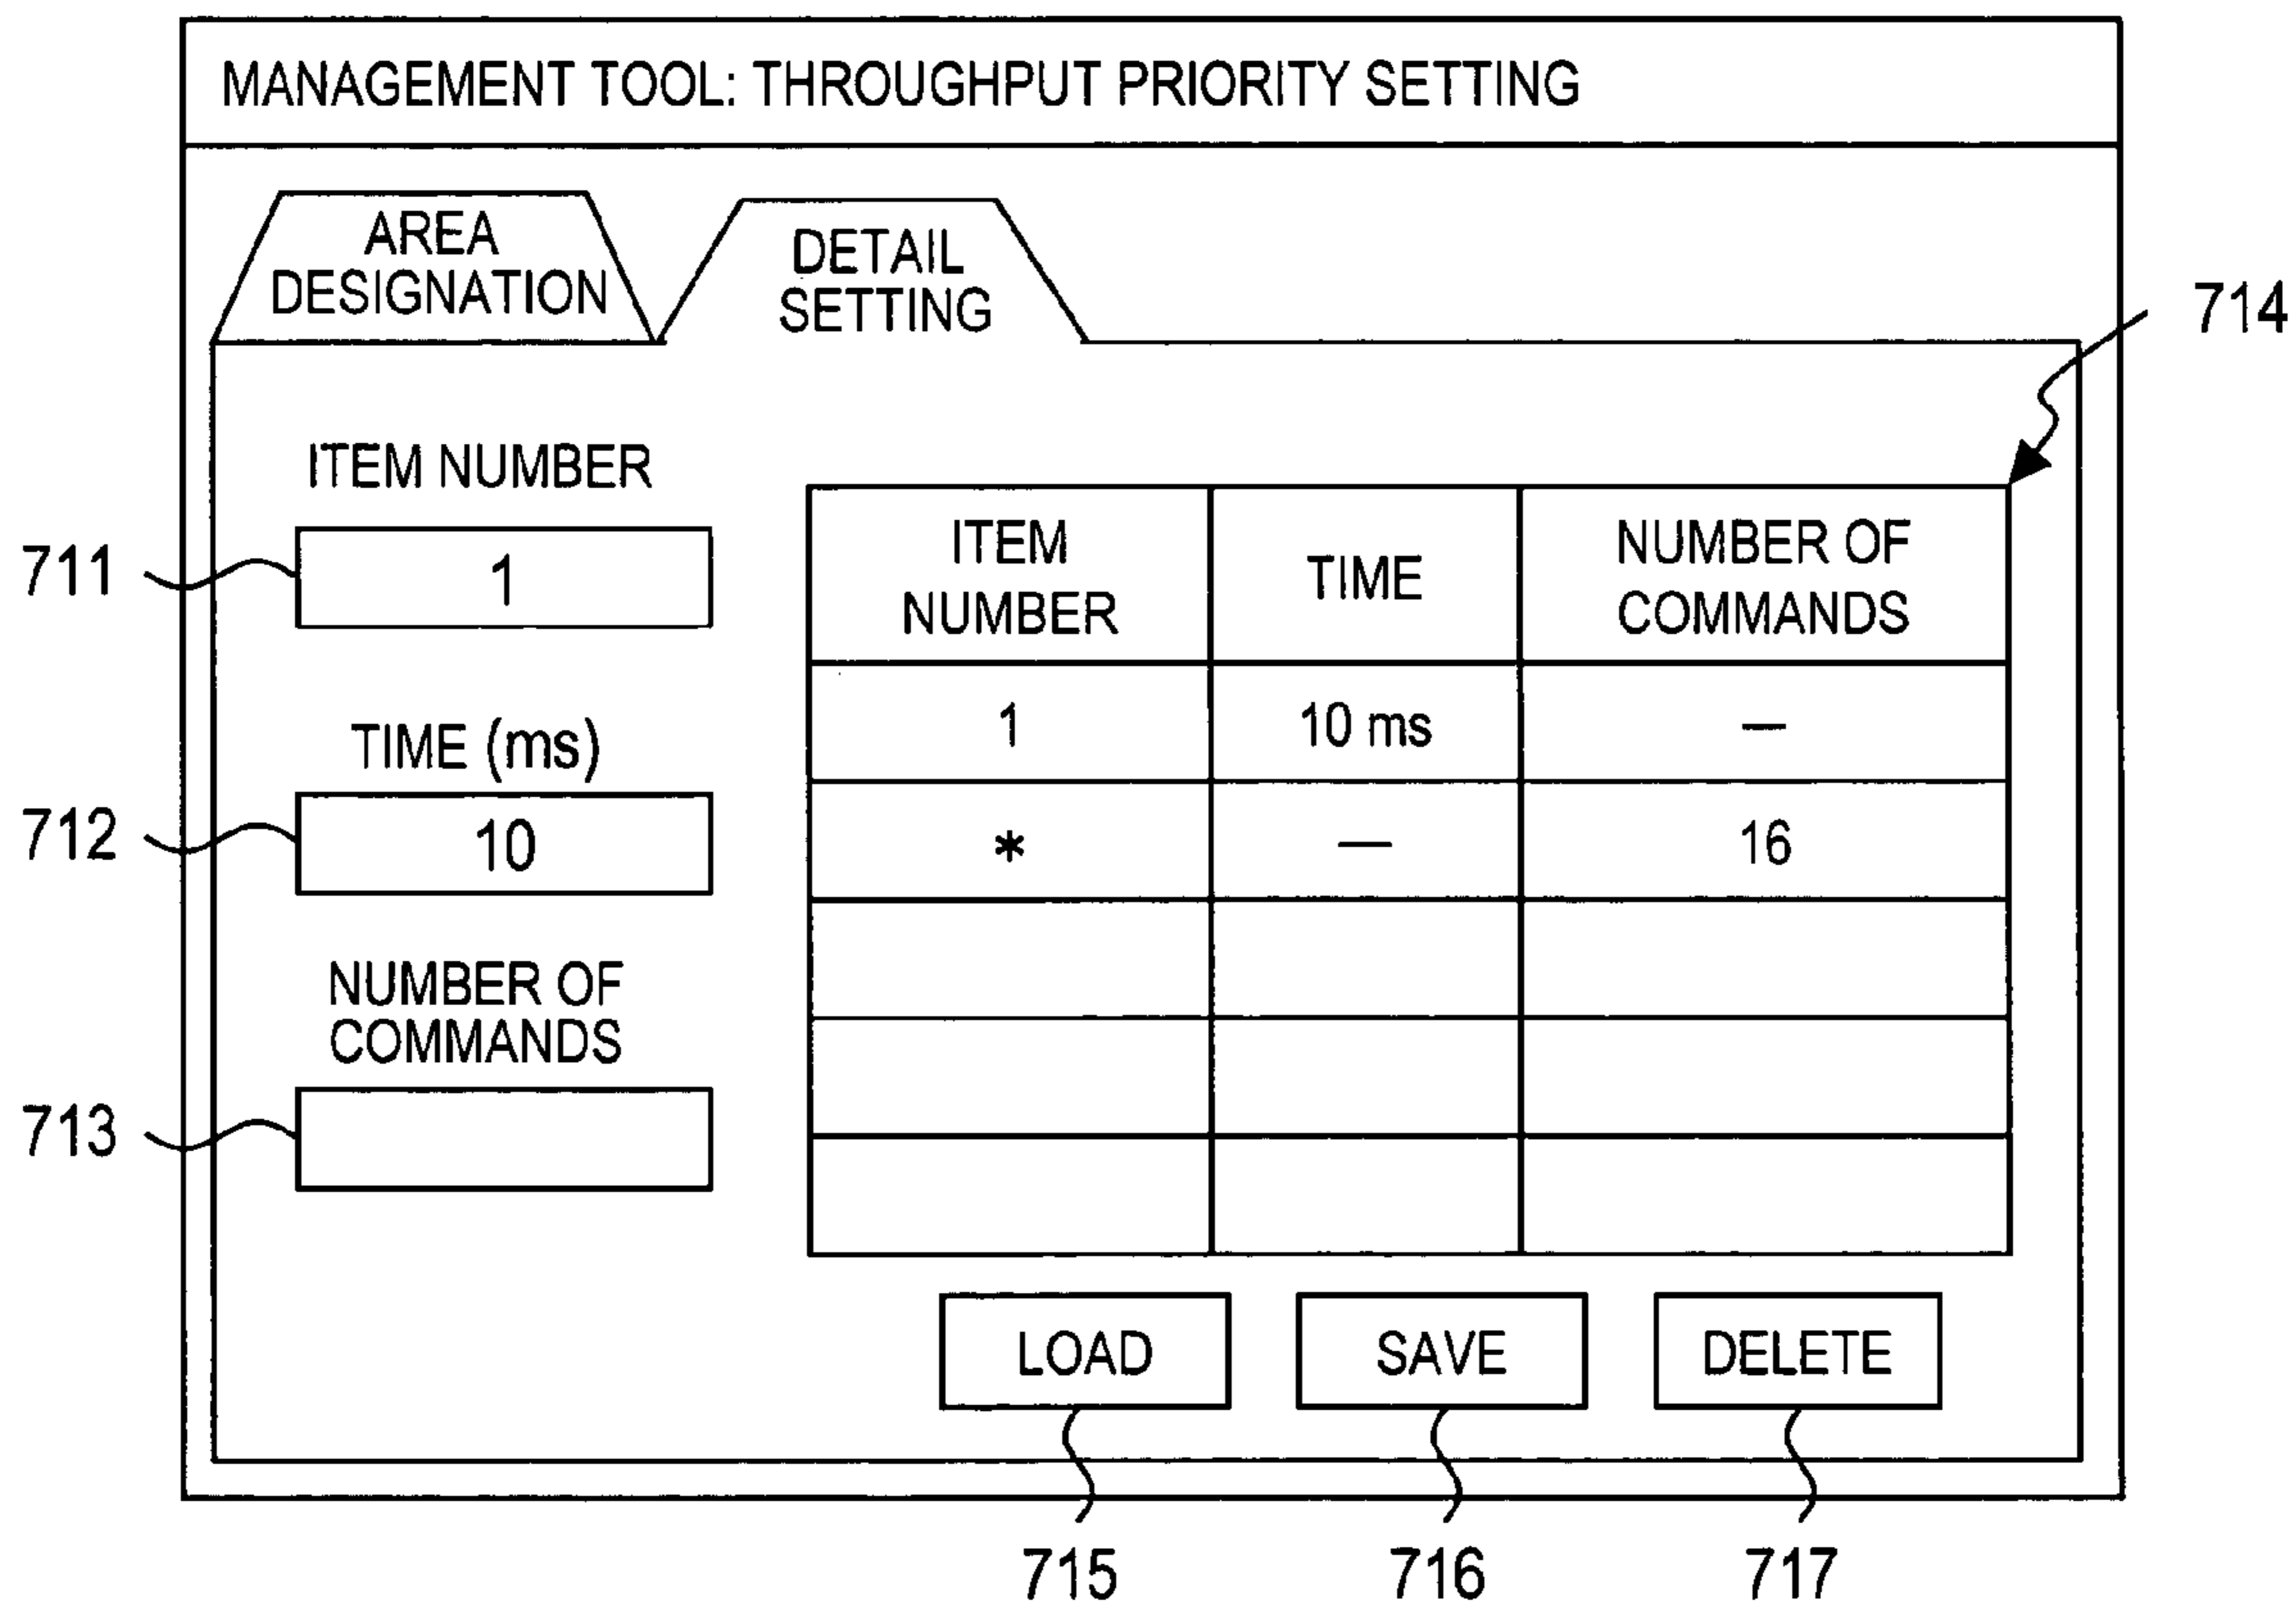 MANAGEMENT TOOL: THROUGHPUT PRIORITY SETTING
AREA
DESIGNATION
DETAIL
SETTING
714
ITEM NUMBER
711
1
TIME (ms)
712
10
NUMBER OF
COMMANDS
713
ITEM
NUMBER
TIME
NUMBER OF
COMMANDS
1
10 ms
—
*
—
16
LOAD
SAVE
DELETE
715
716
717